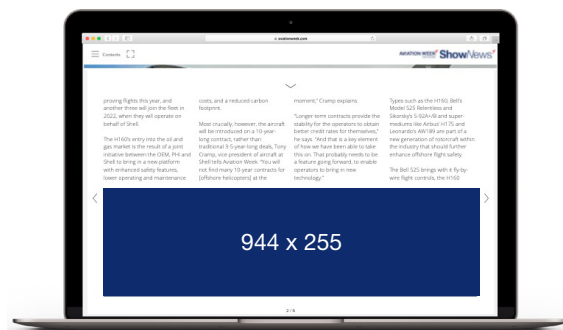 aviationweek.com
Contents
AVIATION WEEK ShowNews
proving flights this year, and
another three will join the fleet in
2022, when they will operate on
behalf of Shell.
The H160's entry into the oil and
gas market is the result of a joint
initiative between the OEM, PHI and
Shell to bring in a new platform
with enhanced safety features,
lower operating and maintenance
costs, and a reduced carbon
footprint.
Most crucially, however, the aircraft
will be introduced on a 10-year-
long contract, rather than
traditional 3-5-year-long deals, Tony
Cramp, vice president of aircraft at
Shell tells Aviation Week. "You will
not find many 10-year contracts for
[offshore helicopters] at the
moment," Cramp explains.
"Longer-term contracts provide the
stability for the operators to obtain
better credit rates for themselves,"
he says. "And that is a key element
of how we have been able to take
this on. That probably needs to be
a feature going forward, to enable
operators to bring in new
technology."
Types such as the H160, Bell's
Model 525 Relentless and
Sikorsky's S-92A+/B and super
mediums like Airbus' H175 and
Leonardo's AW189 are part of a
new generation of rotorcraft within
the industry that should further
enhance offshore flight safety.
The Bell 525 brings with it fly-by-
wire flight controls, the H160
944 x 255
2 / 6